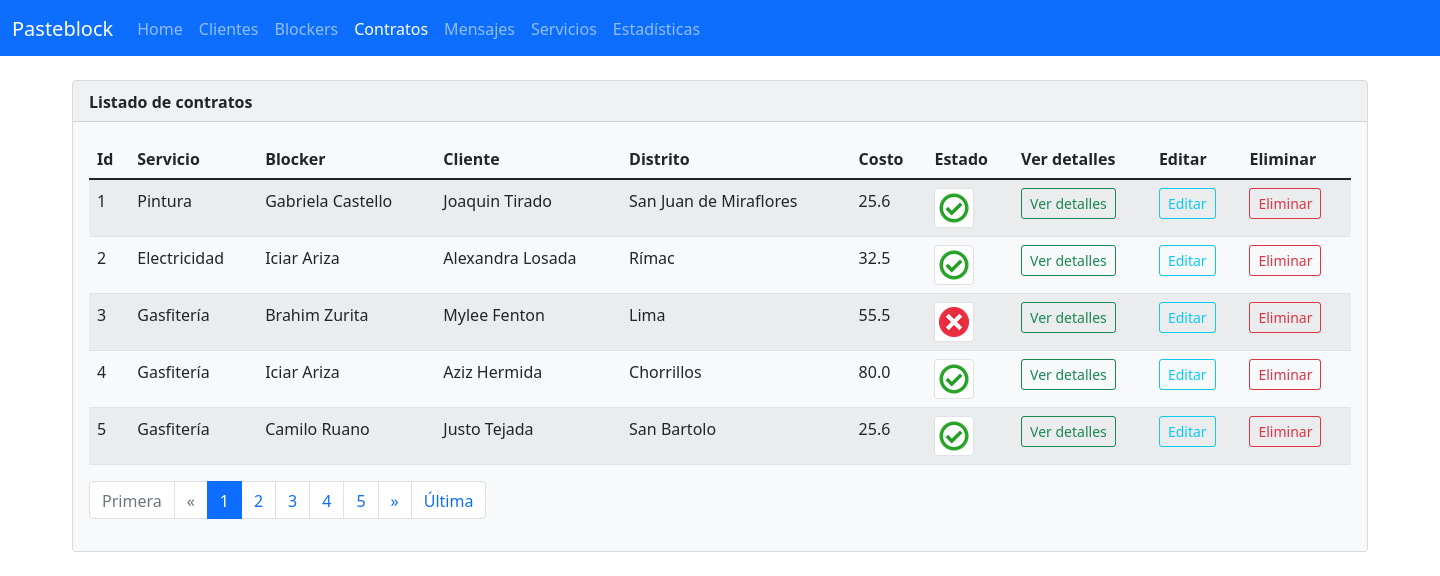 Pasteblock Home Clientes Blockers Contratos Mensajes Servicios Estadísticas
Listado de contratos
Id Servicio Blocker Cliente Distrito Costo Estado Ver detalles Editar Eliminar
1 Pintura Gabriela Castello Joaquin Tirado San Juan de Miraflores 25.6 Ver detalles Editar Eliminar
2 Electricidad Iciar Ariza Alexandra Losada Rímac 32.5 Ver detalles Editar Eliminar
3 Gasfitería Brahim Zurita Mylee Fenton Lima 55.5 Ver detalles Editar Eliminar
4 Gasfitería Iciar Ariza Aziz Hermida Chorrillos 80.0 Ver detalles Editar Eliminar
5 Gasfitería Camilo Ruano Justo Tejada San Bartolo 25.6 Ver detalles Editar Eliminar
Primera « 1 2 3 4 5 » Última